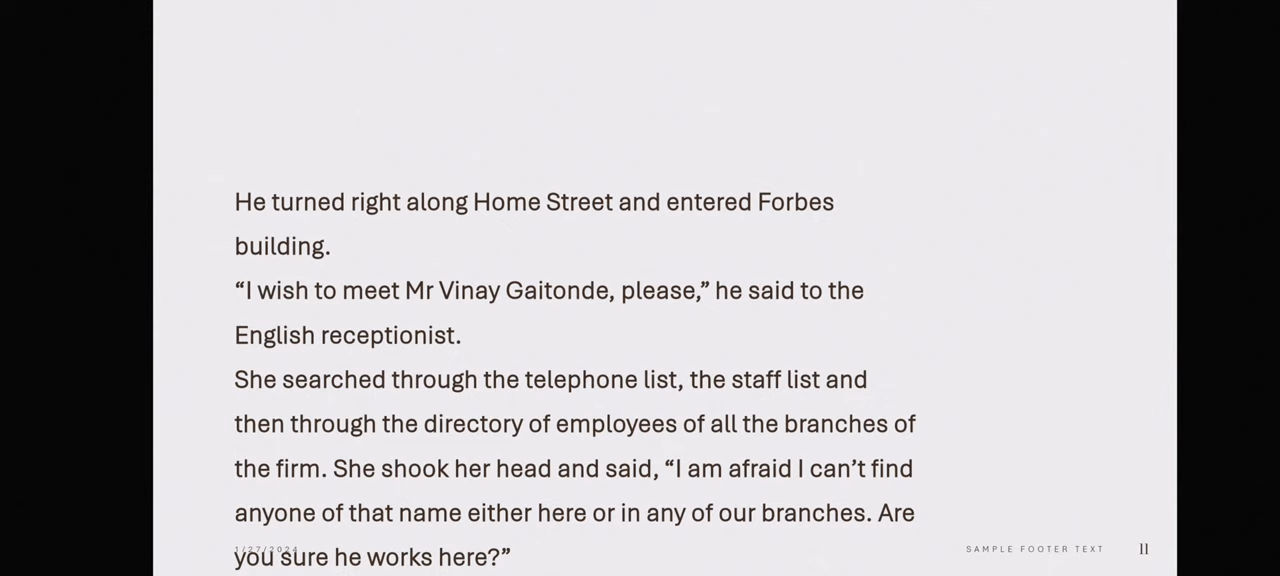 He turned right along Home Street and entered Forbes
building.
“I wish to meet Mr Vinay Gaitonde, please,” he said to the
English receptionist.
She searched through the telephone list, the staff list and
then through the directory of employees of all the branches of
the firm. She shook her head and said, “I am afraid I can’t find
anyone of that name either here or in any of our branches. Are
you sure he works here?”
1/27/2024
SAMPLE FOOTER TEXT
11